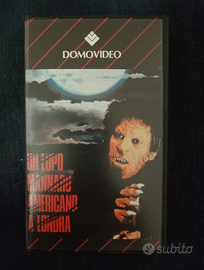 DOMOVIDEO
UN LUPO
MANNARO
AMERICANO
A LONDRA
subito